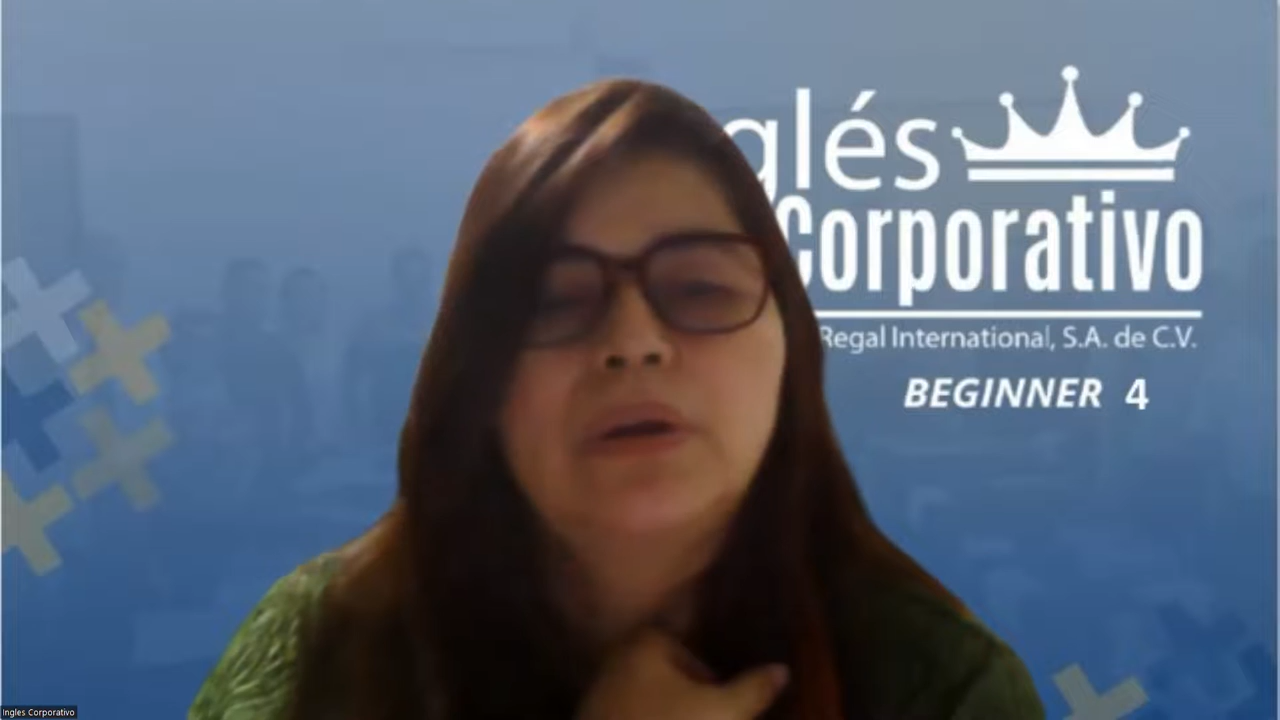 glés
Corporativo
Regal International, S.A. de C.V.
BEGINNER 4
Ingles Corporativo